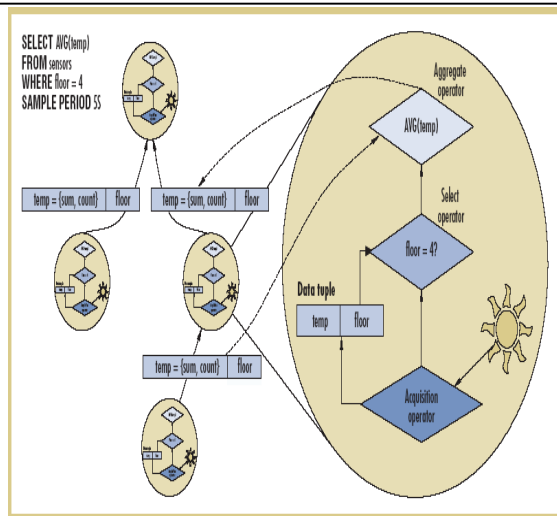 SELECT AVG(temp)
FROM sensors
WHERE floor = 4
SAMPLE PERIOD 5S
Aggregate
operator
AVG(temp)
temp = {sum, count} floor
temp = {sum, count} floor
Select
operator
floor = 4?
Data tuple
temp floor
temp = {sum, count} floor
Acquisition
operator